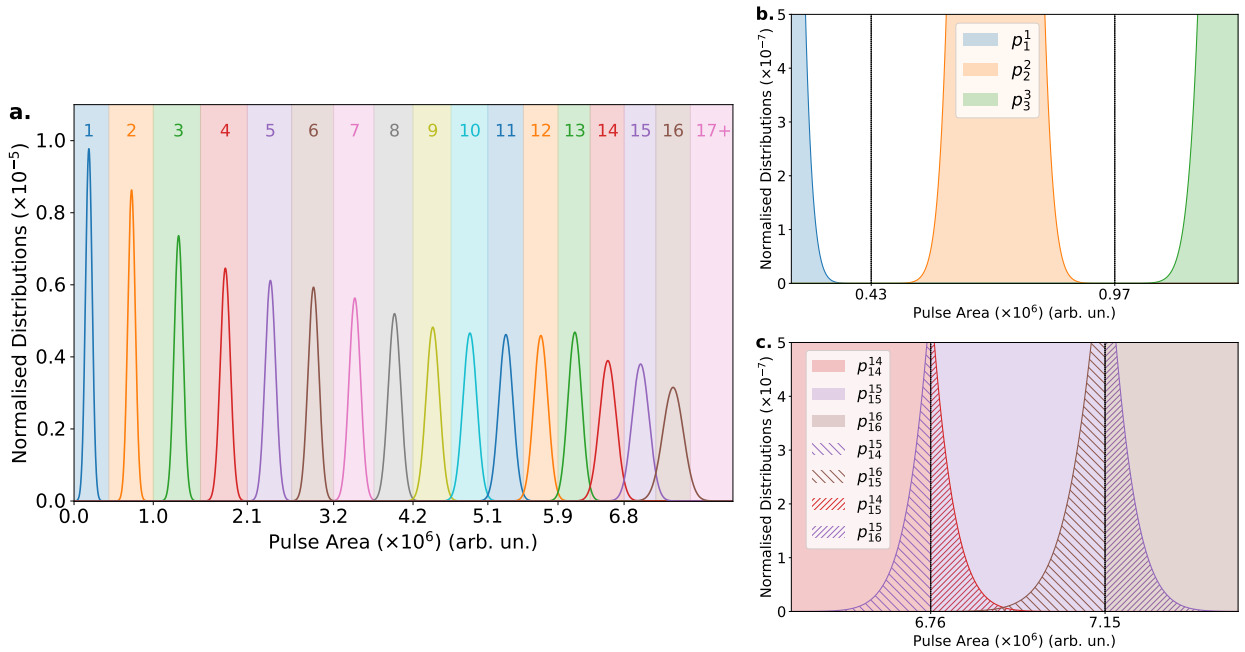 a.
1 2 3 4 5 6 7 8 9 10 11 12 13 14 15 16 17+
Normalised Distributions (×10⁻⁵)
1.0
0.8
0.6
0.4
0.2
0.0
0.0 1.0 2.1 3.2 4.2 5.1 5.9 6.8
Pulse Area (×10⁶) (arb. un.)
b.
Normalised Distributions (×10⁻⁷)
5
4
3
2
1
0
p₁¹
p₂²
p₃³
0.43 0.97
Pulse Area (×10⁶) (arb. un.)
c.
Normalised Distributions (×10⁻⁷)
5
4
3
2
1
0
p₁₄¹⁴
p₁₅¹⁵
p₁₆¹⁶
p₁₄¹⁵
p₁₅¹⁶
p₁₅¹⁴
p₁₆¹⁵
6.76 7.15
Pulse Area (×10⁶) (arb. un.)